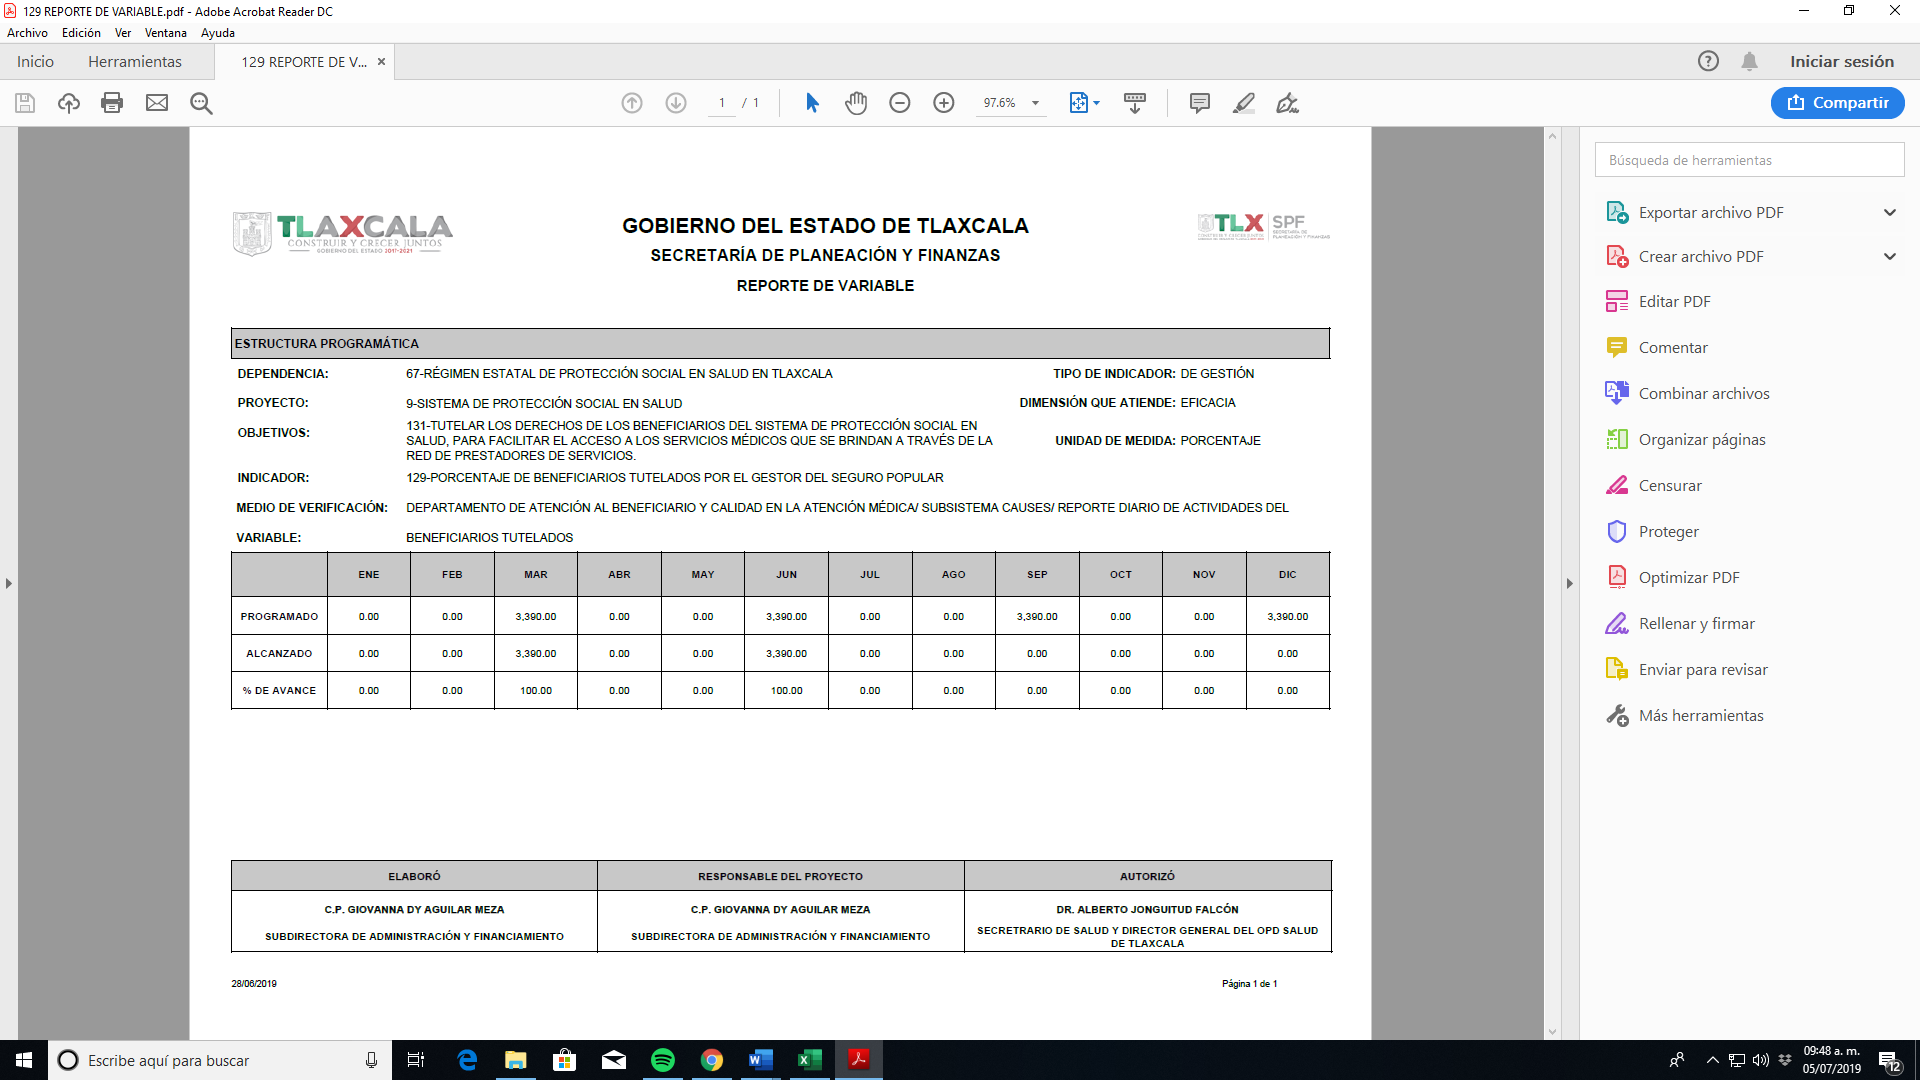 129 REPORTE DE VARIABLE.pdf - Adobe Acrobat Reader DC
Archivo Edición Ver Ventana Ayuda
Inicio Herramientas 129 REPORTE DE V... × Iniciar sesión
1 / 1 97.6% Compartir
TLAXCALA
CONSTRUIR Y CRECER JUNTOS
GOBIERNO DEL ESTADO 2017-2021
GOBIERNO DEL ESTADO DE TLAXCALA
SECRETARÍA DE PLANEACIÓN Y FINANZAS
REPORTE DE VARIABLE
TLX SPF
ESTRUCTURA PROGRAMÁTICA
DEPENDENCIA: 67-RÉGIMEN ESTATAL DE PROTECCIÓN SOCIAL EN SALUD EN TLAXCALA TIPO DE INDICADOR: DE GESTIÓN
PROYECTO: 9-SISTEMA DE PROTECCIÓN SOCIAL EN SALUD DIMENSIÓN QUE ATIENDE: EFICACIA
OBJETIVOS: 131-TUTELAR LOS DERECHOS DE LOS BENEFICIARIOS DEL SISTEMA DE PROTECCIÓN SOCIAL EN
SALUD, PARA FACILITAR EL ACCESO A LOS SERVICIOS MÉDICOS QUE SE BRINDAN A TRAVÉS DE LA UNIDAD DE MEDIDA: PORCENTAJE
RED DE PRESTADORES DE SERVICIOS.
INDICADOR: 129-PORCENTAJE DE BENEFICIARIOS TUTELADOS POR EL GESTOR DEL SEGURO POPULAR
MEDIO DE VERIFICACIÓN: DEPARTAMENTO DE ATENCIÓN AL BENEFICIARIO Y CALIDAD EN LA ATENCIÓN MÉDICA/ SUBSISTEMA CAUSES/ REPORTE DIARIO DE ACTIVIDADES DEL
VARIABLE: BENEFICIARIOS TUTELADOS
ENE FEB MAR ABR MAY JUN JUL AGO SEP OCT NOV DIC
PROGRAMADO 0.00 0.00 3,390.00 0.00 0.00 3,390.00 0.00 0.00 3,390.00 0.00 0.00 3,390.00
ALCANZADO 0.00 0.00 3,390.00 0.00 0.00 3,390.00 0.00 0.00 0.00 0.00 0.00 0.00
% DE AVANCE 0.00 0.00 100.00 0.00 0.00 100.00 0.00 0.00 0.00 0.00 0.00 0.00
ELABORÓ RESPONSABLE DEL PROYECTO AUTORIZÓ
C.P. GIOVANNA DY AGUILAR MEZA C.P. GIOVANNA DY AGUILAR MEZA DR. ALBERTO JONGUITUD FALCÓN
SUBDIRECTORA DE ADMINISTRACIÓN Y FINANCIAMIENTO SUBDIRECTORA DE ADMINISTRACIÓN Y FINANCIAMIENTO SECRETRARIO DE SALUD Y DIRECTOR GENERAL DEL OPD SALUD
DE TLAXCALA
28/06/2019 Página 1 de 1
Búsqueda de herramientas
Exportar archivo PDF
Crear archivo PDF
Editar PDF
Comentar
Combinar archivos
Organizar páginas
Censurar
Proteger
Optimizar PDF
Rellenar y firmar
Enviar para revisar
Más herramientas
Escribe aquí para buscar
09:48 a. m.
05/07/2019
12